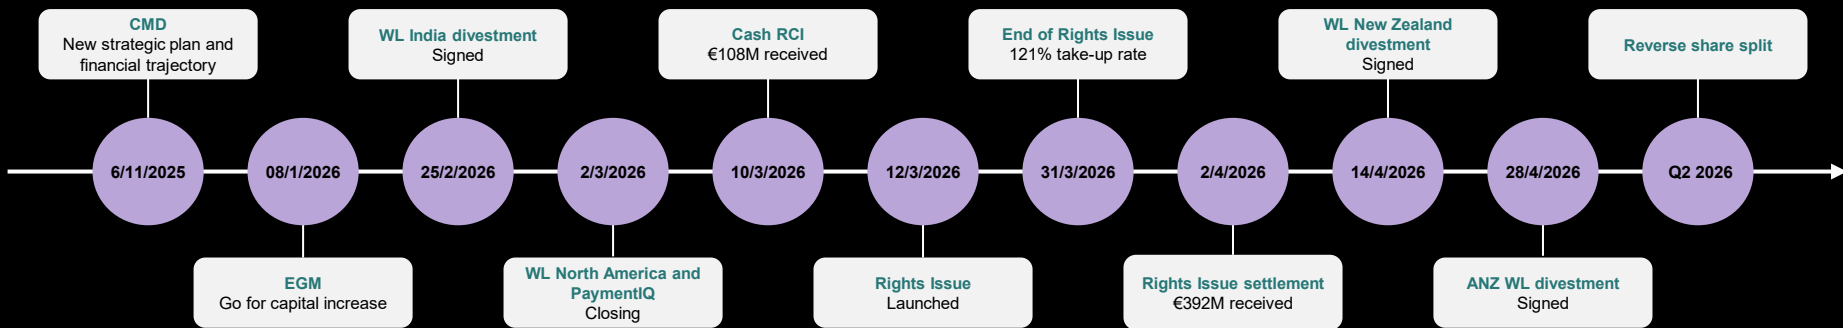 CMD
New strategic plan and
financial trajectory
WL India divestment
Signed
Cash RCI
€108M received
End of Rights Issue
121% take-up rate
WL New Zealand
divestment
Signed
Reverse share split
6/11/2025
08/1/2026
25/2/2026
2/3/2026
10/3/2026
12/3/2026
31/3/2026
2/4/2026
14/4/2026
28/4/2026
Q2 2026
EGM
Go for capital increase
WL North America and
PaymentIQ
Closing
Rights Issue
Launched
Rights Issue settlement
€392M received
ANZ WL divestment
Signed